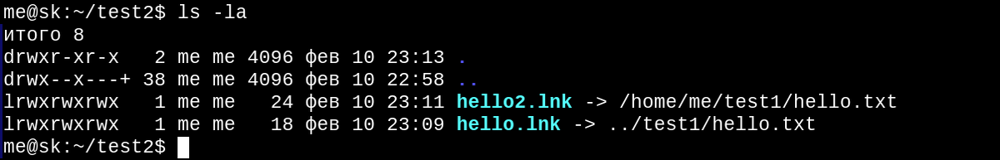 me@sk:~/test2$ ls -la
итого 8
drwxr-xr-x   2 me me 4096 фев 10 23:13 .
drwx--x---+ 38 me me 4096 фев 10 22:58 ..
lrwxrwxrwx   1 me me   24 фев 10 23:11 hello2.lnk -> /home/me/test1/hello.txt
lrwxrwxrwx   1 me me   18 фев 10 23:09 hello.lnk -> ../test1/hello.txt
me@sk:~/test2$